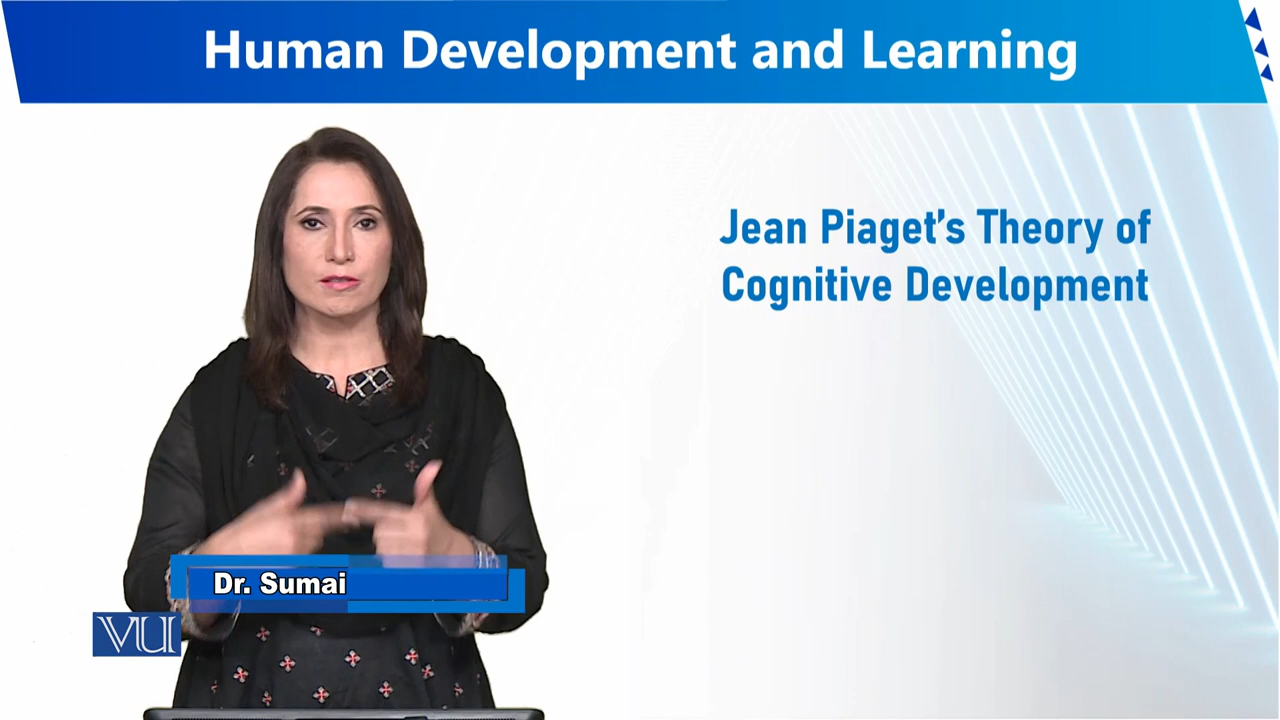 Human Development and Learning
Jean Piaget's Theory of
Cognitive Development
Dr. Sumai
VU